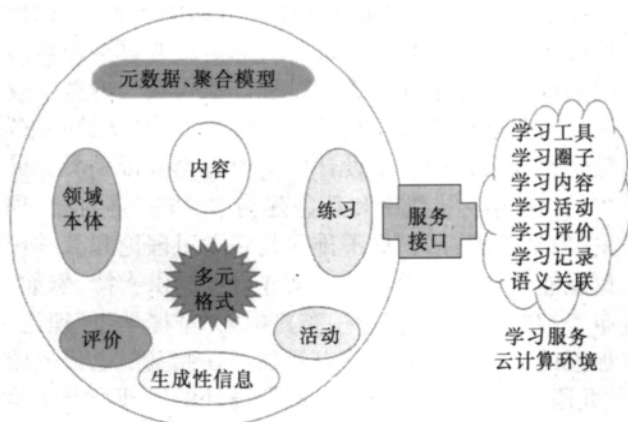 元数据、聚合模型
内容
领域
本体
练习
多元
格式
评价
活动
生成性信息
服务
接口
学习工具
学习圈子
学习内容
学习活动
学习评价
学习记录
语义关联
学习服务
云计算环境